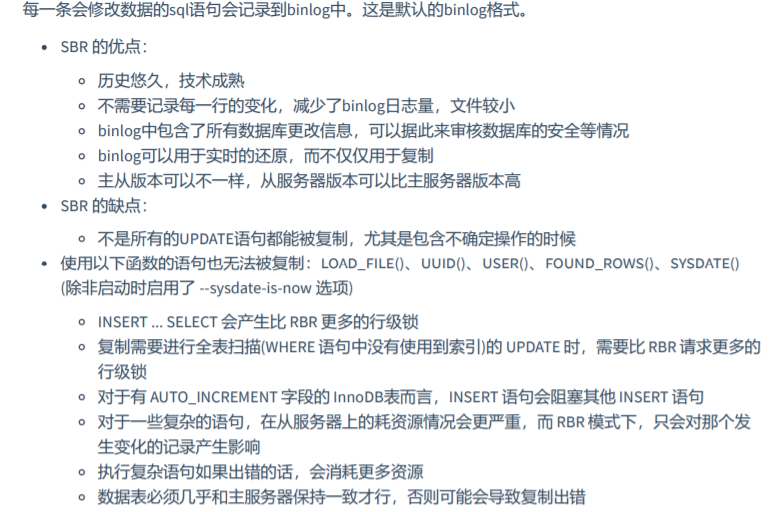 每一条会修改数据的sql语句会记录到binlog中。这是默认的binlog格式。
• SBR 的优点：
◦ 历史悠久，技术成熟
◦ 不需要记录每一行的变化，减少了binlog日志量，文件较小
◦ binlog中包含了所有数据库更改信息，可以据此来审核数据库的安全等情况
◦ binlog可以用于实时的还原，而不仅仅用于复制
◦ 主从版本可以不一样，从服务器版本可以比主服务器版本高
• SBR 的缺点：
◦ 不是所有的UPDATE语句都能被复制，尤其是包含不确定操作的时候
• 使用以下函数的语句也无法被复制：LOAD_FILE()、UUID()、USER()、FOUND_ROWS()、SYSDATE()
(除非启动时启用了 --sysdate-is-now 选项)
◦ INSERT ... SELECT 会产生比 RBR 更多的行级锁
◦ 复制需要进行全表扫描(WHERE 语句中没有使用到索引)的 UPDATE 时，需要比 RBR 请求更多的
行级锁
◦ 对于有 AUTO_INCREMENT 字段的 InnoDB表而言，INSERT 语句会阻塞其他 INSERT 语句
◦ 对于一些复杂的语句，在从服务器上的耗资源情况会更严重，而 RBR 模式下，只会对那个发
生变化的记录产生影响
◦ 执行复杂语句如果出错的话，会消耗更多资源
◦ 数据表必须几乎和主服务器保持一致才行，否则可能会导致复制出错